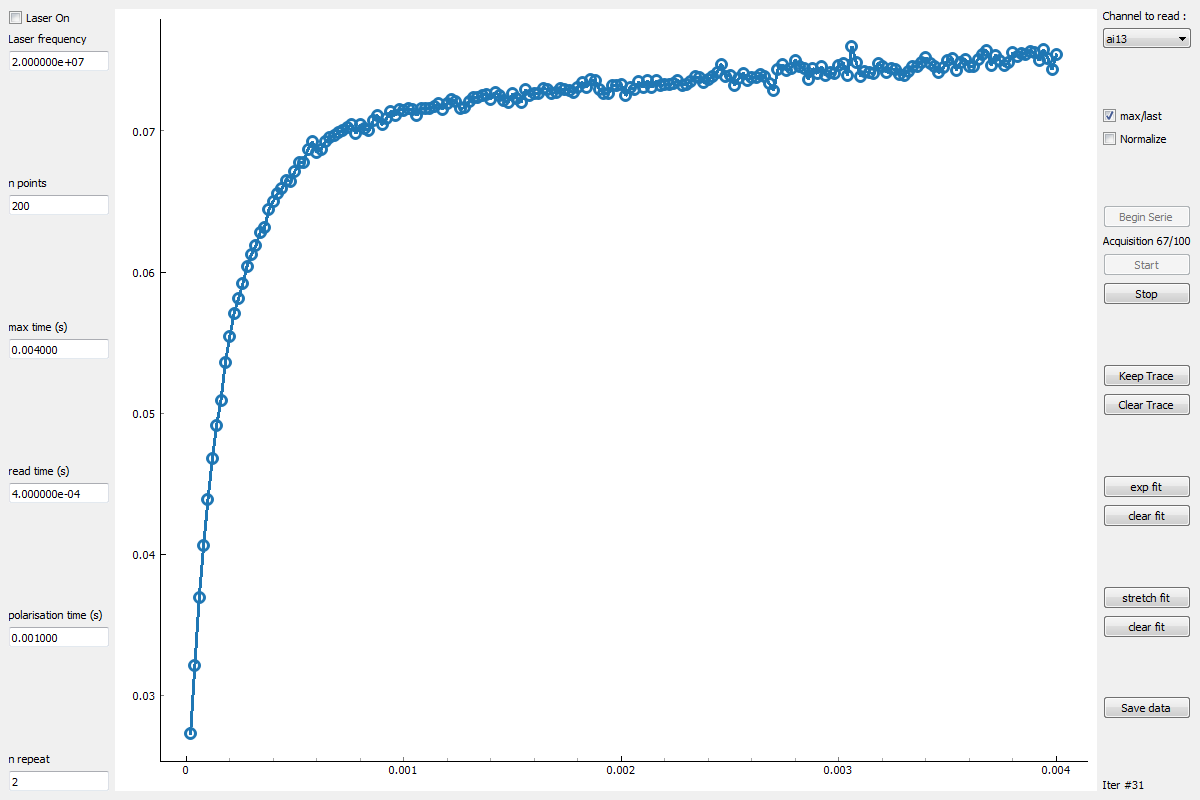 Laser On
Laser frequency
2.000000e+07
n points
200
max time (s)
0.004000
read time (s)
4.000000e-04
polarisation time (s)
0.001000
n repeat
2
0.07
0.06
0.05
0.04
0.03
0
0.001
0.002
0.003
0.004
Channel to read :
ai13
max/last
Normalize
Begin Serie
Acquisition 67/100
Start
Stop
Keep Trace
Clear Trace
exp fit
clear fit
stretch fit
clear fit
Save data
Iter #31